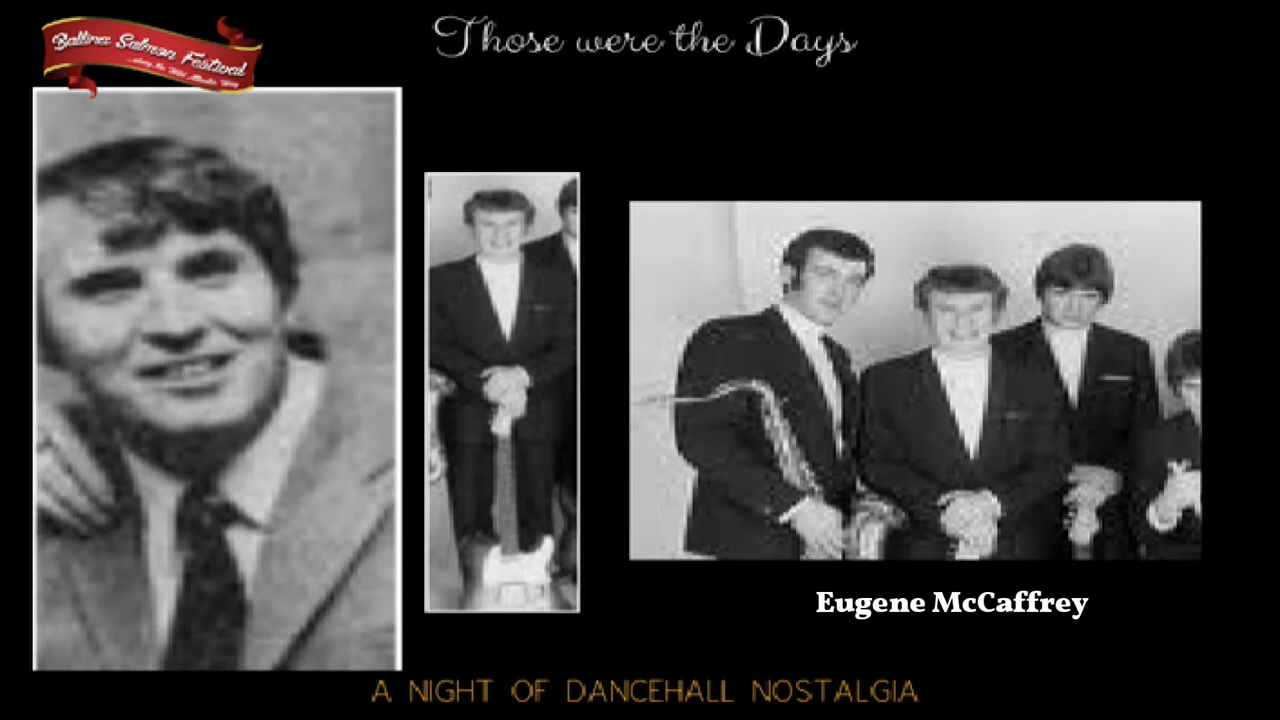 Ballina Salmon Festival
Those were the Days
Eugene McCaffrey
A NIGHT OF DANCEHALL NOSTALGIA